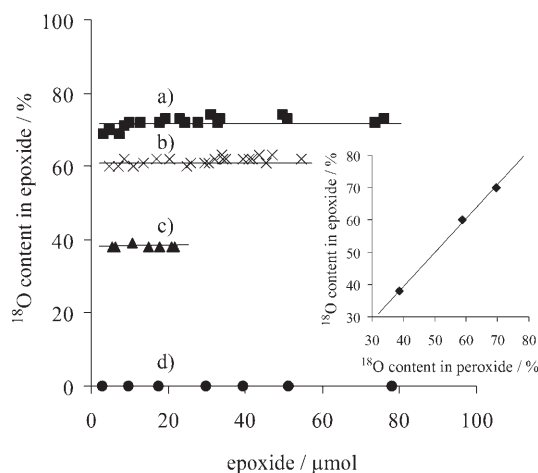 100
80
60
40
20
0
¹⁸O content in epoxide / %
a)
b)
c)
d)
0 20 40 60 80 100
epoxide / µmol
80
70
60
50
40
30
¹⁸O content in epoxide / %
30 40 50 60 70 80
¹⁸O content in peroxide / %